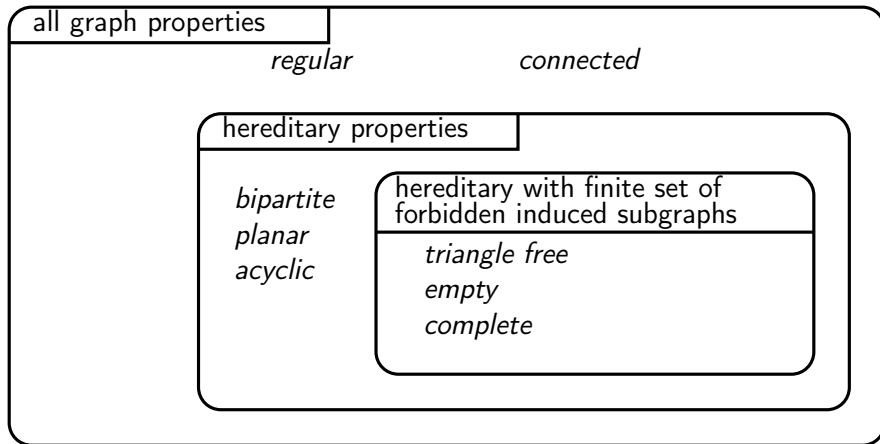 all graph properties
regular connected
hereditary properties
hereditary with finite set of
forbidden induced subgraphs
bipartite
planar
acyclic
triangle free
empty
complete